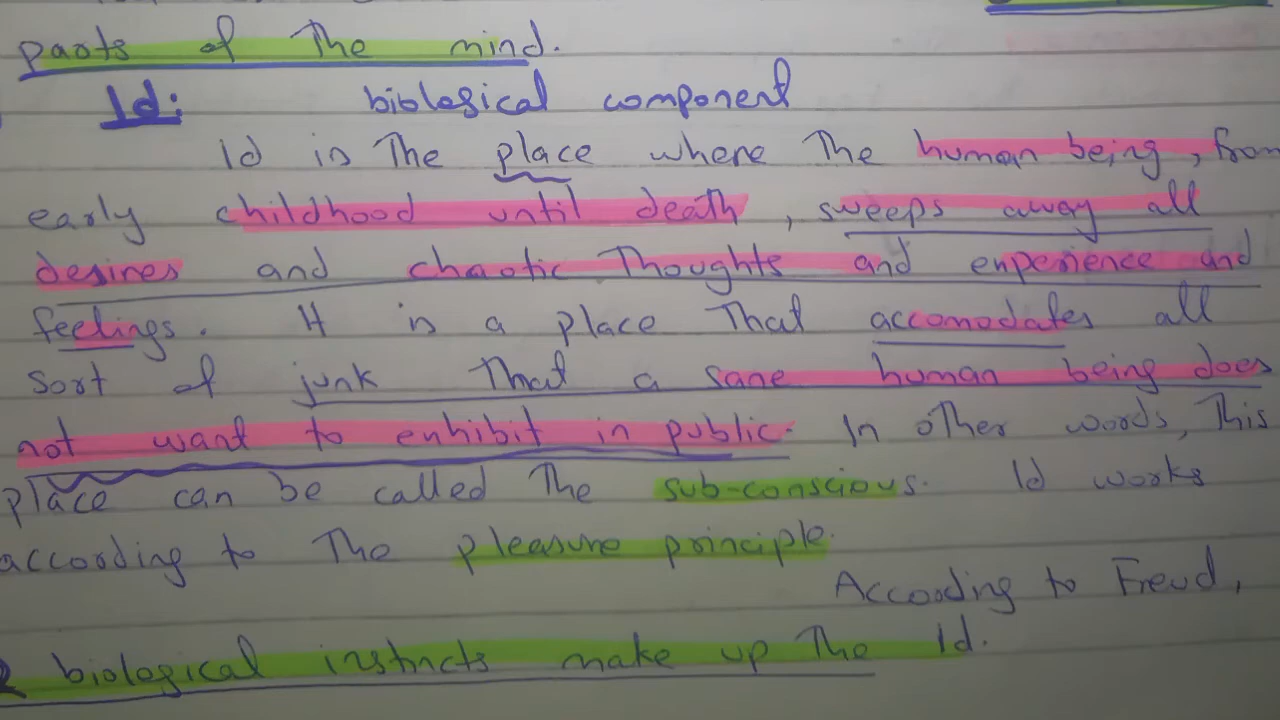 parts of The mind.
Id: biological component
Id is The place where The human being, from
early childhood until death, sweeps away all
desires and chaotic Thoughts and experience and
feelings. It is a place That accomodates all
sort of junk That a sane human being does
not want to exhibit in public. In other words, This
place can be called The sub-conscious. Id works
according to The pleasure principle.
According to Freud,
biological instincts make up The Id.